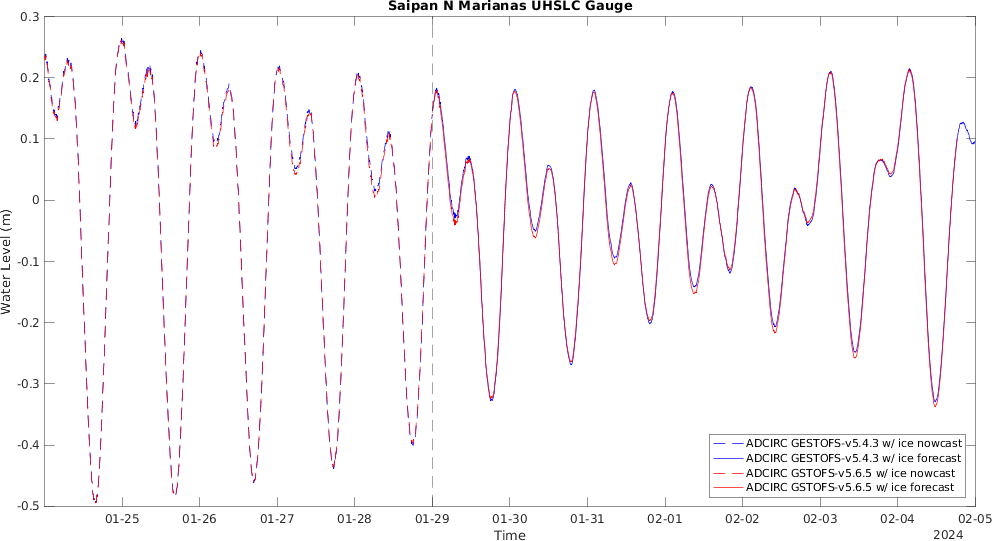 Saipan N Marianas UHSLC Gauge
0.3
0.2
0.1
0
-0.1
-0.2
-0.3
-0.4
-0.5
Water Level (m)
01-25 01-26 01-27 01-28 01-29 01-30 01-31 02-01 02-02 02-03 02-04 02-05
Time
2024
ADCIRC GESTOFS-v5.4.3 w/ ice nowcast
ADCIRC GESTOFS-v5.4.3 w/ ice forecast
ADCIRC GSTOFS-v5.6.5 w/ ice nowcast
ADCIRC GSTOFS-v5.6.5 w/ ice forecast